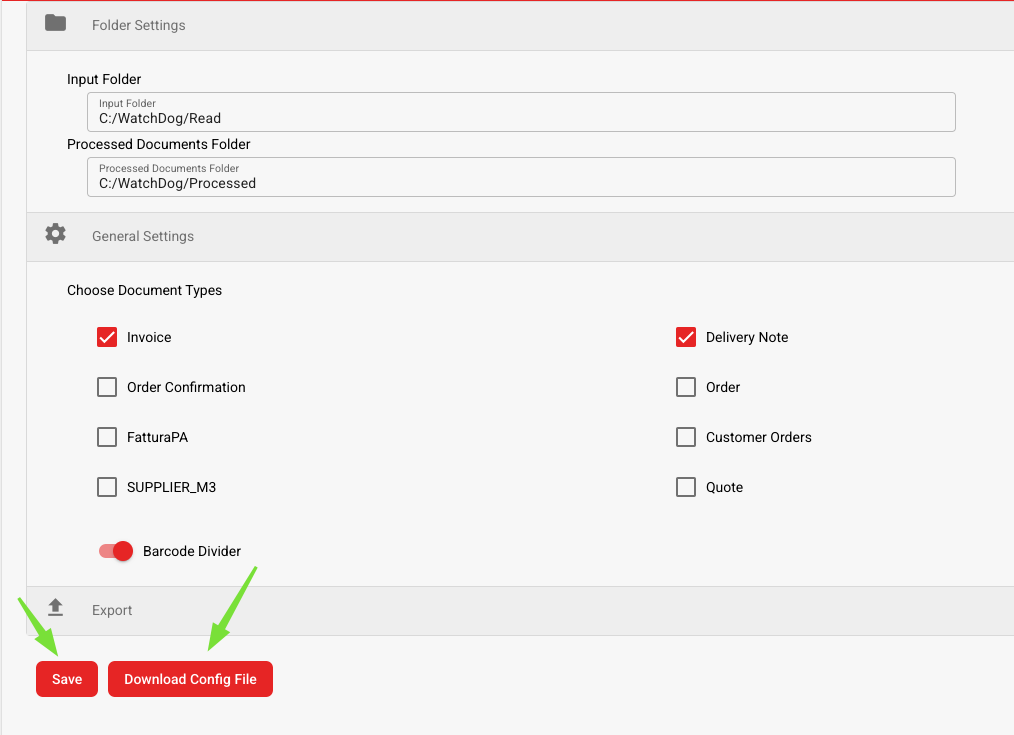 Folder Settings
Input Folder
Input Folder
C:/WatchDog/Read
Processed Documents Folder
Processed Documents Folder
C:/WatchDog/Processed
General Settings
Choose Document Types
Invoice
Delivery Note
Order Confirmation
Order
FatturaPA
Customer Orders
SUPPLIER_M3
Quote
Barcode Divider
Export
Save
Download Config File